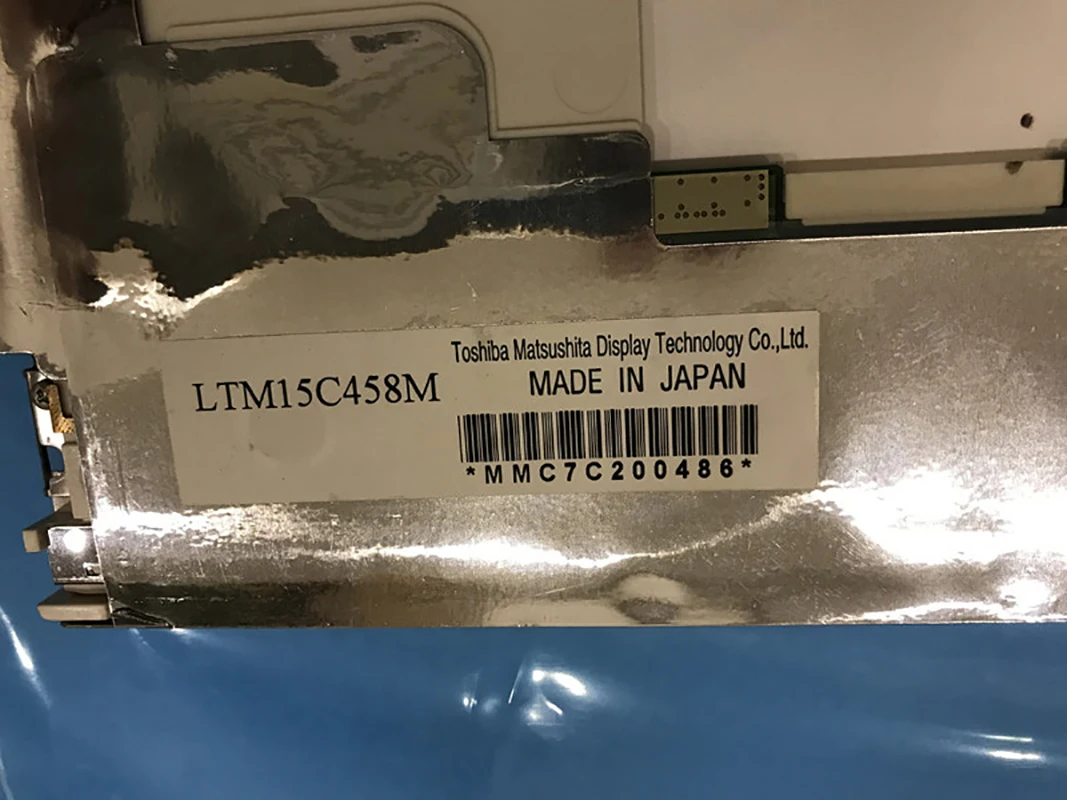 LTM15C458M
Toshiba Matsushita Display Technology Co.,Ltd.
MADE IN JAPAN
*MMC7C200486*